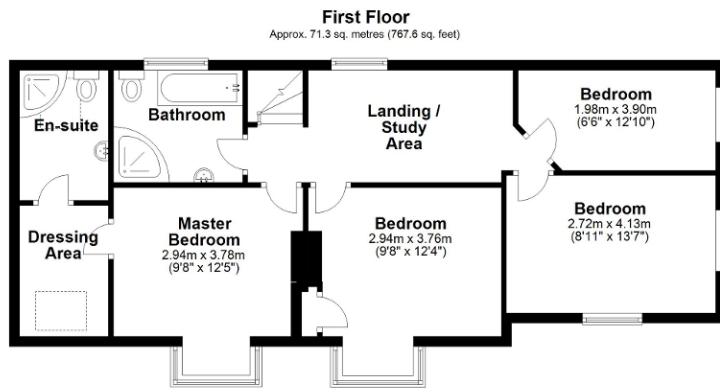 First Floor
Approx. 71.3 sq. metres (767.6 sq. feet)
En-suite
Bathroom
Landing /
Study
Area
Bedroom
1.98m x 3.90m
(6'6" x 12'10")
Dressing
Area
Master
Bedroom
2.94m x 3.78m
(9'8" x 12'5")
Bedroom
2.94m x 3.76m
(9'8" x 12'4")
Bedroom
2.72m x 4.13m
(8'11" x 13'7")